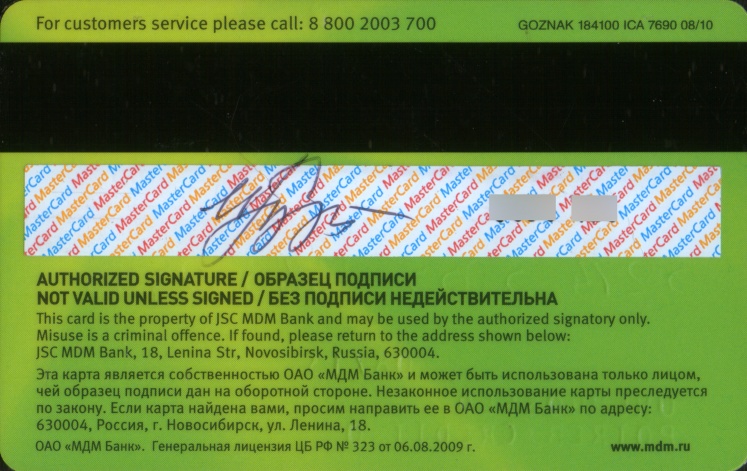 For customers service please call: 8 800 2003 700
GOZNAK 184100 ICA 7690 08/10
AUTHORIZED SIGNATURE / ОБРАЗЕЦ ПОДПИСИ
NOT VALID UNLESS SIGNED / БЕЗ ПОДПИСИ НЕДЕЙСТВИТЕЛЬНА
This card is the property of JSC MDM Bank and may be used by the authorized signatory only.
Misuse is a criminal offence. If found, please return to the address shown below:
JSC MDM Bank, 18, Lenina Str, Novosibirsk, Russia, 630004.
Эта карта является собственностью ОАО «МДМ Банк» и может быть использована только лицом,
чей образец подписи дан на оборотной стороне. Незаконное использование карты преследуется
по закону. Если карта найдена вами, просим направить ее в ОАО «МДМ Банк» по адресу:
630004, Россия, г. Новосибирск, ул. Ленина, 18.
ОАО «МДМ Банк». Генеральная лицензия ЦБ РФ № 323 от 06.08.2009 г.
www.mdm.ru